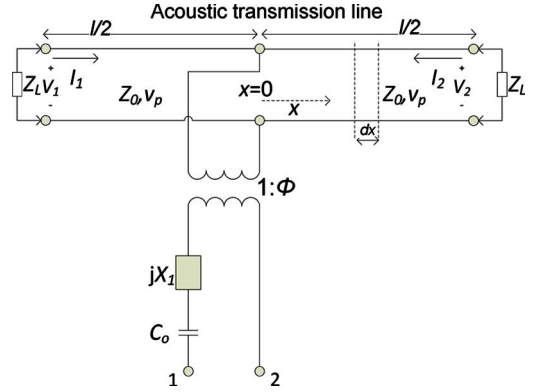 Acoustic transmission line
l/2 l/2
Z_L V_1 + - I_1 I_2 V_2 + - Z_L
Z_0,v_p x=0 Z_0,v_p
x
dx
1:Φ
jX_1
C_o
1 2